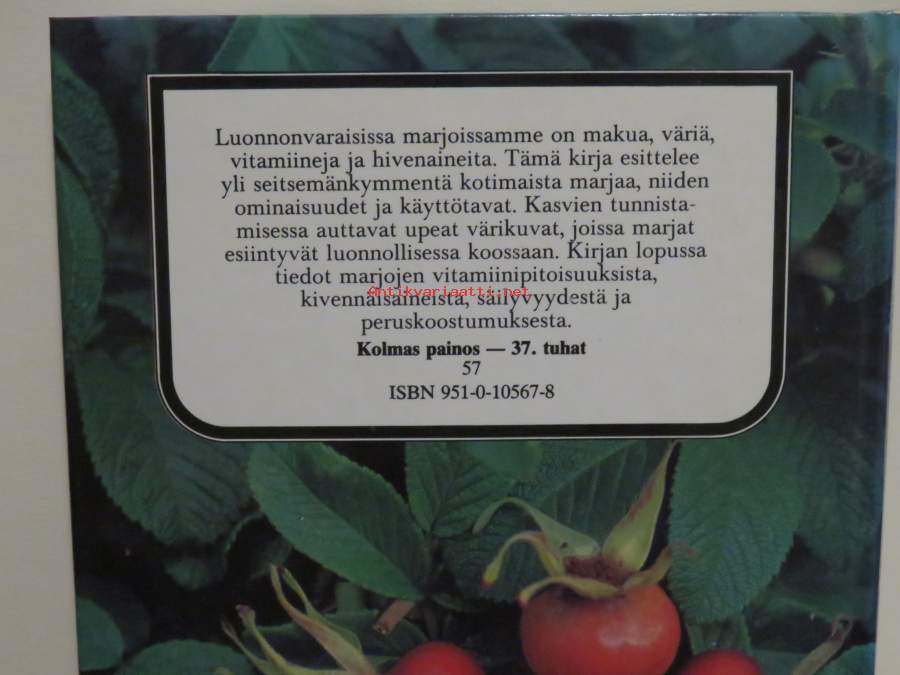 Luonnonvaraisissa marjoissamme on makua, väriä,
vitamiineja ja hivenaineita. Tämä kirja esittelee
yli seitsemänkymmentä kotimaista marjaa, niiden
ominaisuudet ja käyttötavat. Kasvien tunnista-
misessa auttavat upeat värikuvat, joissa marjat
esiintyvät luonnollisessa koossaan. Kirjan lopussa
tiedot marjojen vitamiinipitoisuuksista,
Antikvariaatti.net
kivennäisaineista, säilyvyydestä ja
peruskoostumuksesta.
Kolmas painos — 37. tuhat
57
ISBN 951-0-10567-8